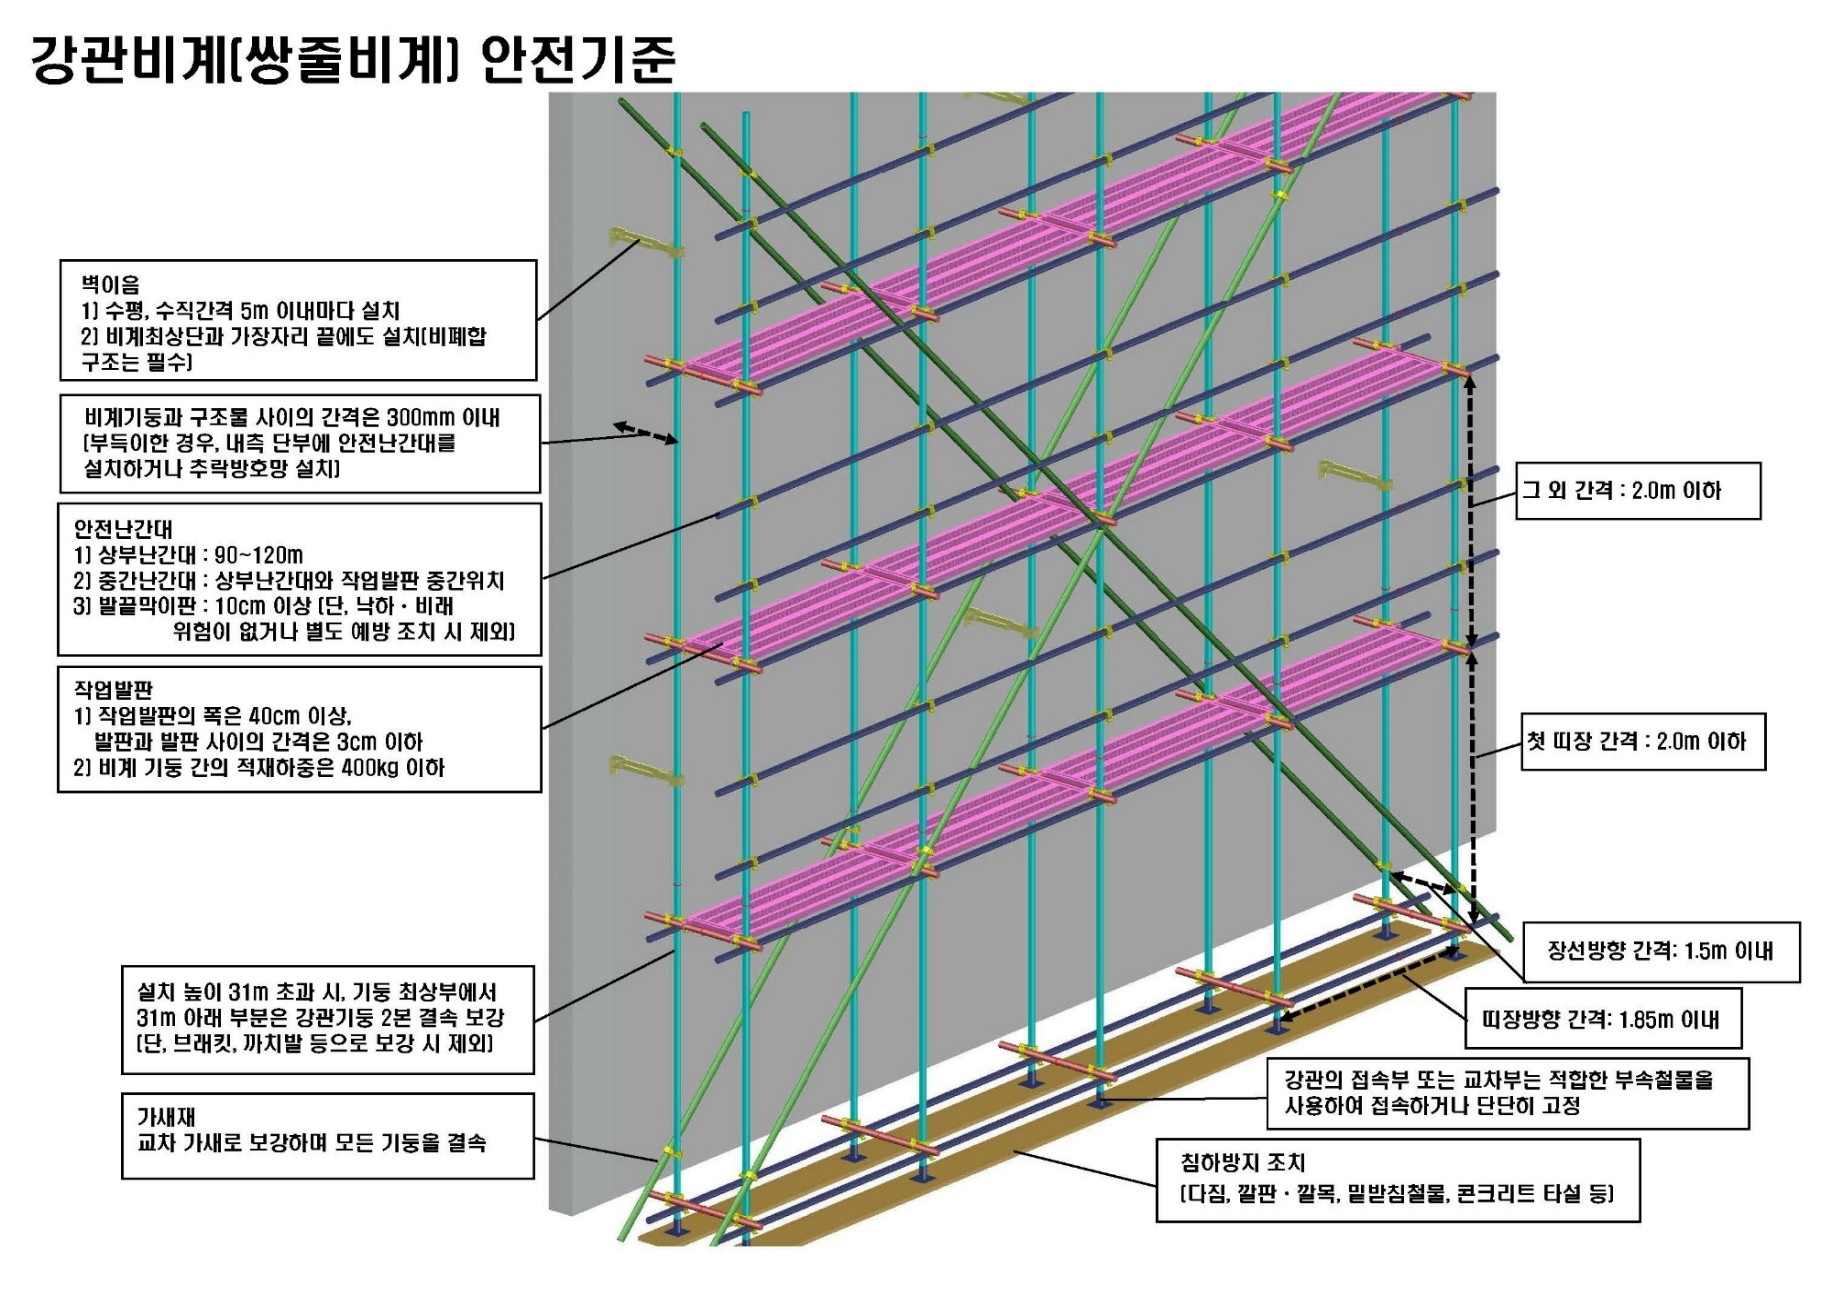 강관비계(쌍줄비계) 안전기준
벽이음
1) 수평, 수직간격 5m 이내마다 설치
2) 비계최상단과 가장자리 끝에도 설치(비폐합
구조는 필수)
비계기둥과 구조물 사이의 간격은 300mm 이내
(부득이한 경우, 내측 단부에 안전난간대를
설치하거나 추락방호망 설치)
안전난간대
1) 상부난간대 : 90~120m
2) 중간난간대 : 상부난간대와 작업발판 중간위치
3) 발끝막이판 : 10cm 이상 (단, 낙하 · 비래
위험이 없거나 별도 예방 조치 시 제외)
작업발판
1) 작업발판의 폭은 40cm 이상,
발판과 발판 사이의 간격은 3cm 이하
2) 비계 기둥 간의 적재하중은 400kg 이하
설치 높이 31m 초과 시, 기둥 최상부에서
31m 아래 부분은 강관기둥 2본 결속 보강
(단, 브래킷, 까치발 등으로 보강 시 제외)
가새재
교차 가새로 보강하며 모든 기둥을 결속
그 외 간격 : 2.0m 이하
첫 띠장 간격 : 2.0m 이하
장선방향 간격: 1.5m 이내
띠장방향 간격: 1.85m 이내
강관의 접속부 또는 교차부는 적합한 부속철물을
사용하여 접속하거나 단단히 고정
침하방지 조치
(다짐, 깔판 · 깔목, 밑받침철물, 콘크리트 타설 등)